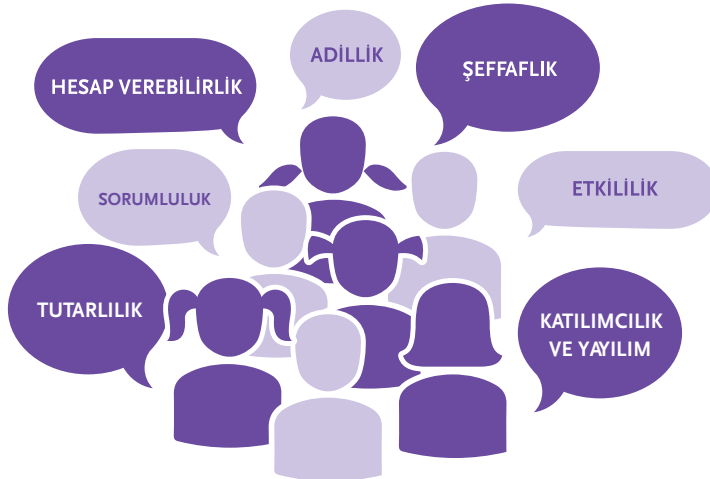 HESAP VEREBİLİRLİK
ADİLLİK
ŞEFFAFLIK
SORUMLULUK
ETKİLİLİK
TUTARLILIK
KATILIMCILIK
VE YAYILIM